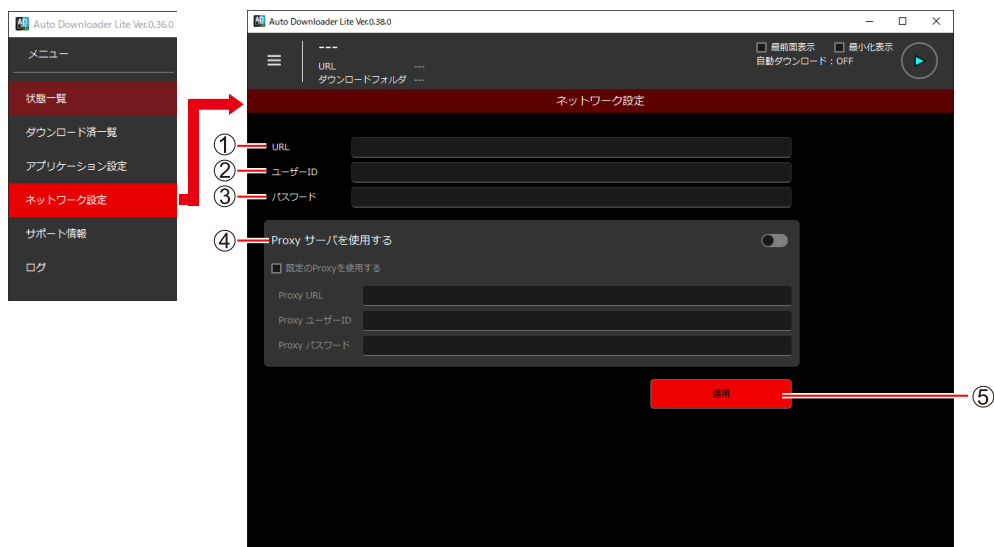 Auto Downloader Lite Ver.0.36.0
メニュー
状態一覧
ダウンロード済一覧
アプリケーション設定
ネットワーク設定
サポート情報
ログ
Auto Downloader Lite Ver.0.38.0
---
URL ---
ダウンロードフォルダ ---
最前面表示 最小化表示
自動ダウンロード：OFF
ネットワーク設定
① URL
② ユーザーID
③ パスワード
④ Proxy サーバを使用する
既定のProxyを使用する
Proxy URL
Proxy ユーザーID
Proxy パスワード
適用 ⑤